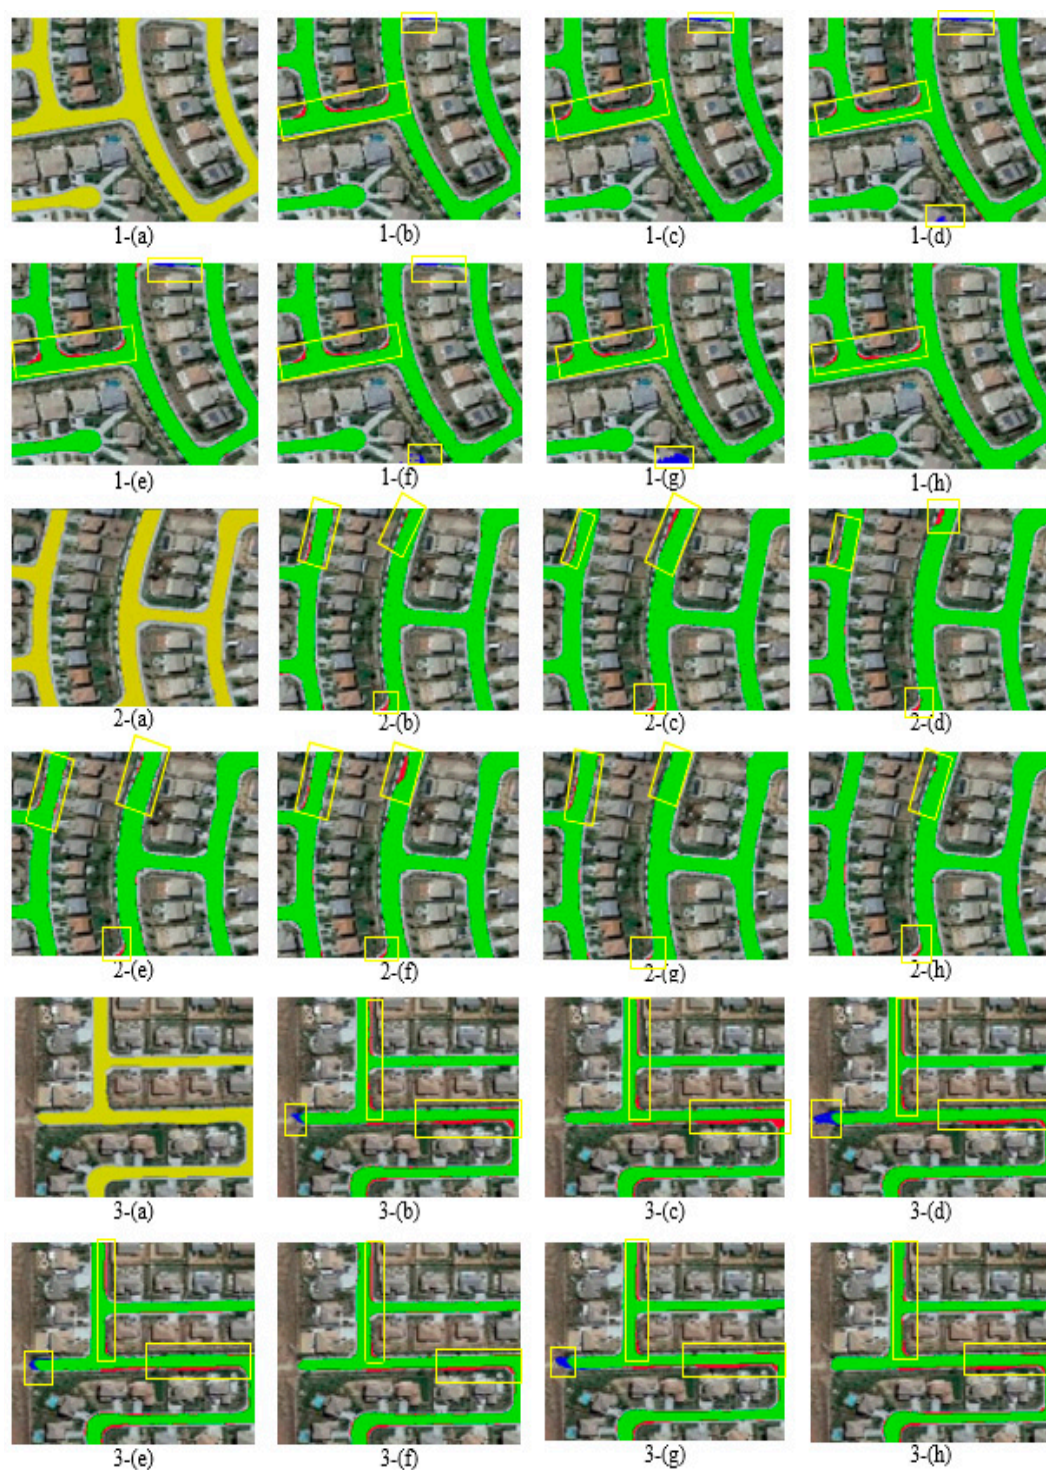 1-(a) 1-(b) 1-(c) 1-(d)
1-(e) 1-(f) 1-(g) 1-(h)
2-(a) 2-(b) 2-(c) 2-(d)
2-(e) 2-(f) 2-(g) 2-(h)
3-(a) 3-(b) 3-(c) 3-(d)
3-(e) 3-(f) 3-(g) 3-(h)